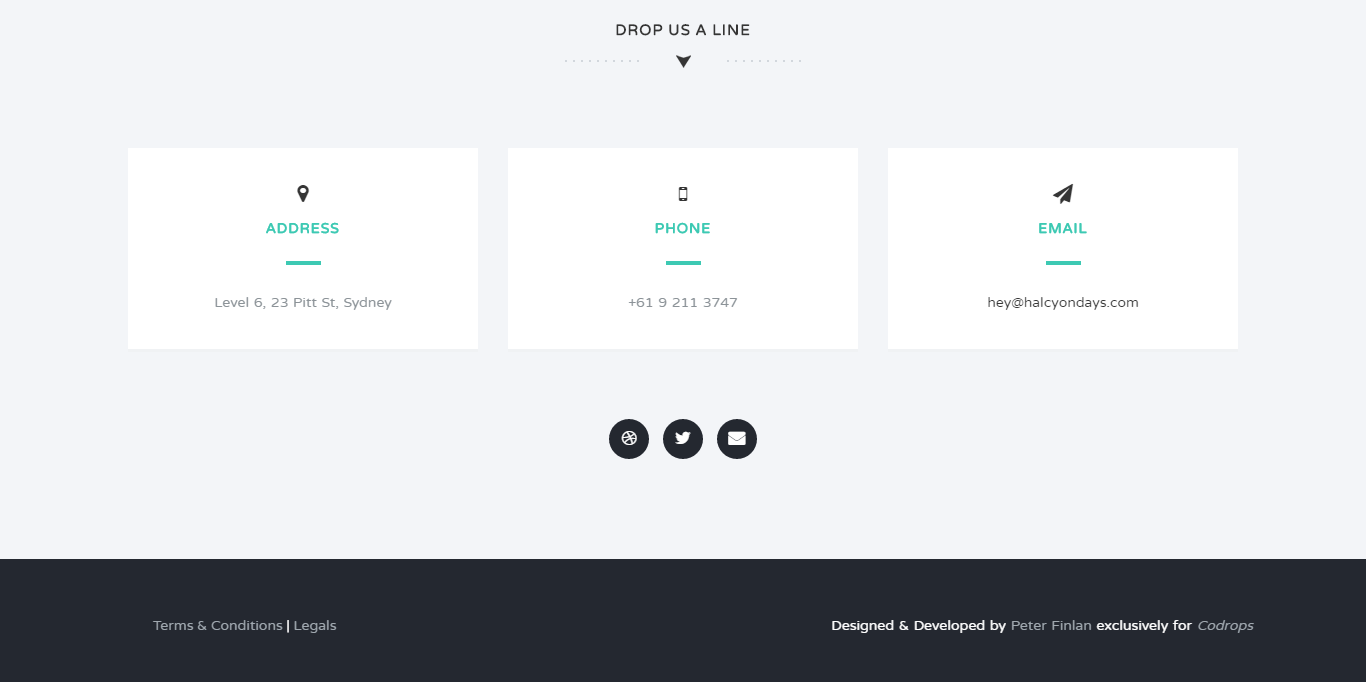 DROP US A LINE
ADDRESS
Level 6, 23 Pitt St, Sydney
PHONE
+61 9 211 3747
EMAIL
hey@halcyondays.com
Terms & Conditions | Legals
Designed & Developed by Peter Finlan exclusively for Codrops